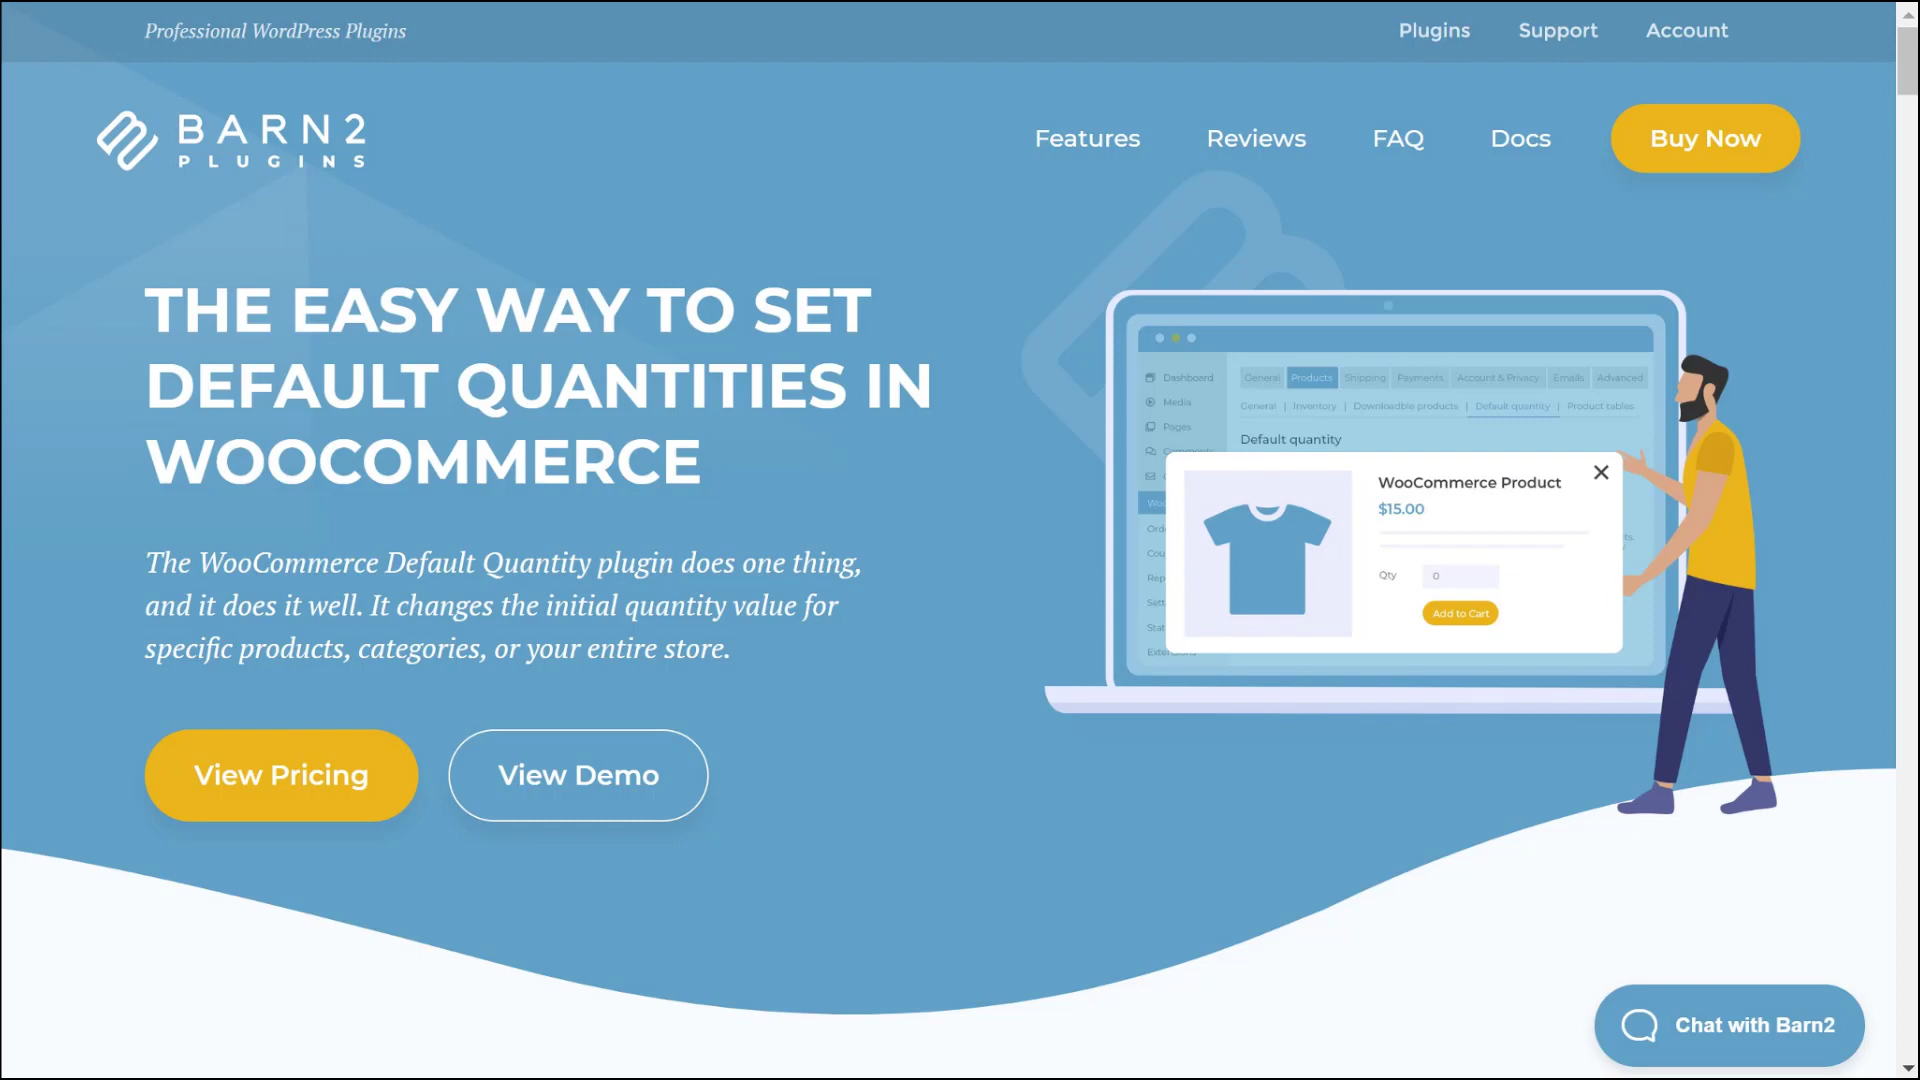 Professional WordPress Plugins
Plugins Support Account
BARN2
PLUGINS
Features Reviews FAQ Docs Buy Now
THE EASY WAY TO SET
DEFAULT QUANTITIES IN
WOOCOMMERCE
The WooCommerce Default Quantity plugin does one thing,
and it does it well. It changes the initial quantity value for
specific products, categories, or your entire store.
View Pricing View Demo
Dashboard
Media
Pages
General Products Shipping Payments Account & Privacy Emails Advanced
General | Inventory | Downloadble products | Default quantity | Product tables
Default quantity
WooCommerce Product
$15.00
Qty 0
Add to Cart
Chat with Barn2